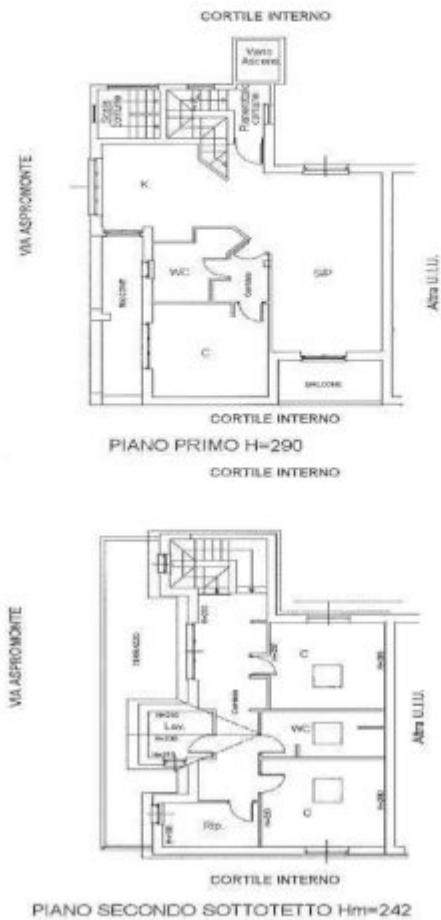 CORTILE INTERNO
Vano
Ascens.
Scala
comune
Pianerottolo
comune
VIA ASPROMONTE
K
WC
S/P
Altra U.I.U.
BALCONE
C
BALCONE
CORTILE INTERNO
PIANO PRIMO H=290
CORTILE INTERNO
VIA ASPROMONTE
TERRAZZO
C
Lav.
WC
Altra U.I.U.
Rip.
C
CORTILE INTERNO
PIANO SECONDO SOTTOTETTO Hm=242